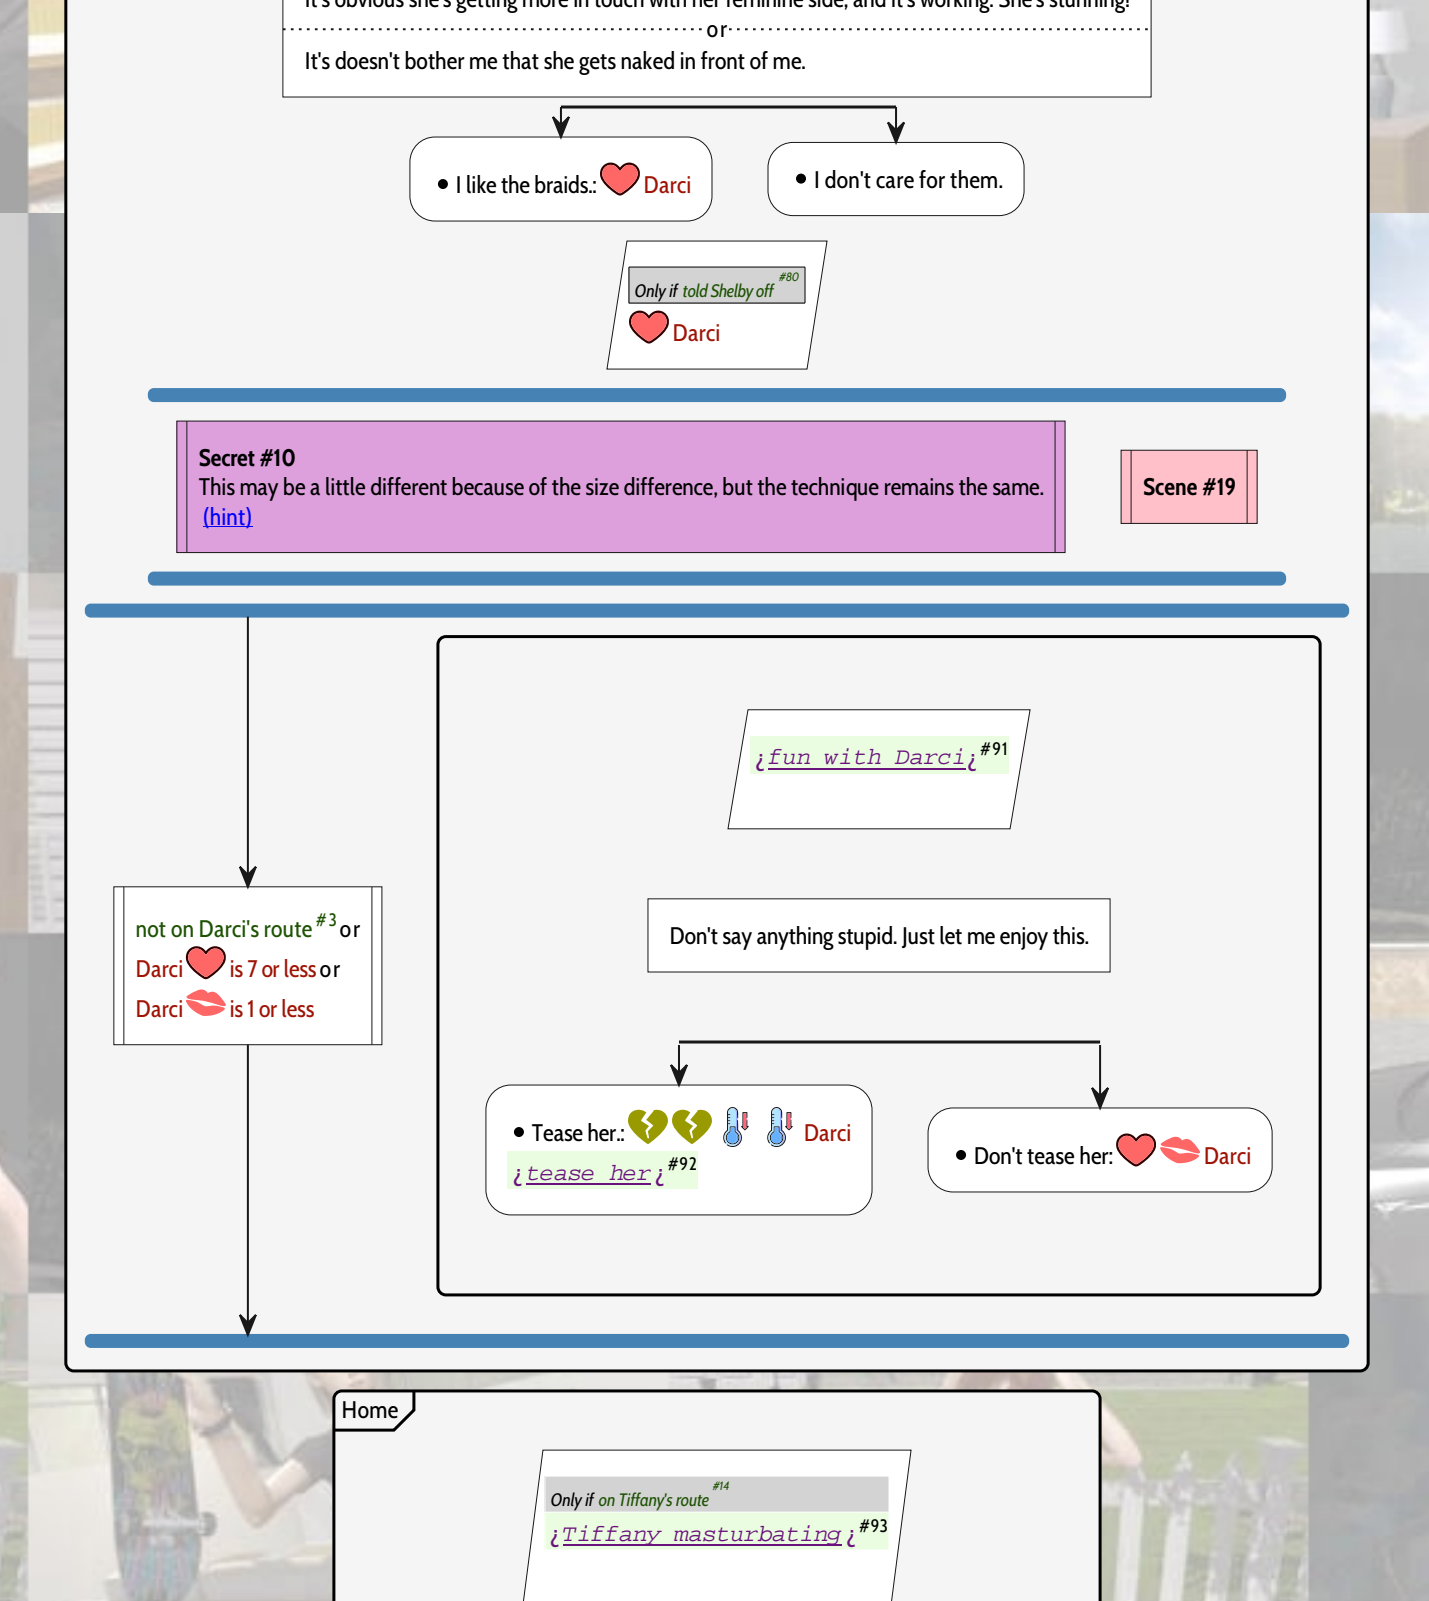 It's obvious she's getting more in touch with her feminine side, and it's working. She's stunning!
or
It's doesn't bother me that she gets naked in front of me.
• I like the braids.: Darci
• I don't care for them.
Only if told Shelby off #80
Darci
Secret #10
This may be a little different because of the size difference, but the technique remains the same.
(hint)
Scene #19
¿fun with Darci¿ #91
Don't say anything stupid. Just let me enjoy this.
not on Darci's route #3 or
Darci is 7 or less or
Darci is 1 or less
• Tease her.: Darci
¿tease her¿ #92
• Don't tease her: Darci
Home
Only if on Tiffany's route #14
¿Tiffany masturbating¿ #93